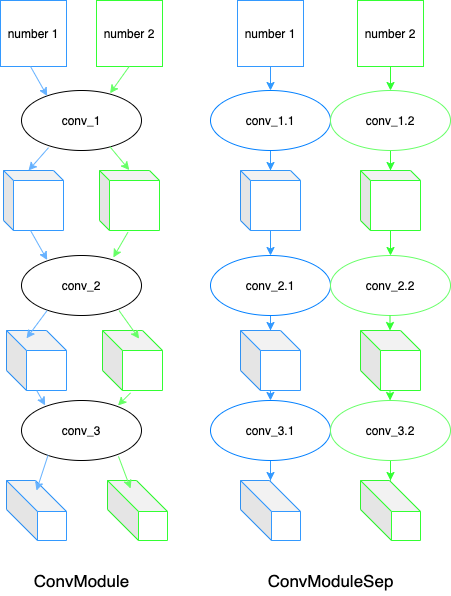 number 1
number 2
number 1
number 2
conv_1
conv_1.1
conv_1.2
conv_2
conv_2.1
conv_2.2
conv_3
conv_3.1
conv_3.2
ConvModule
ConvModuleSep